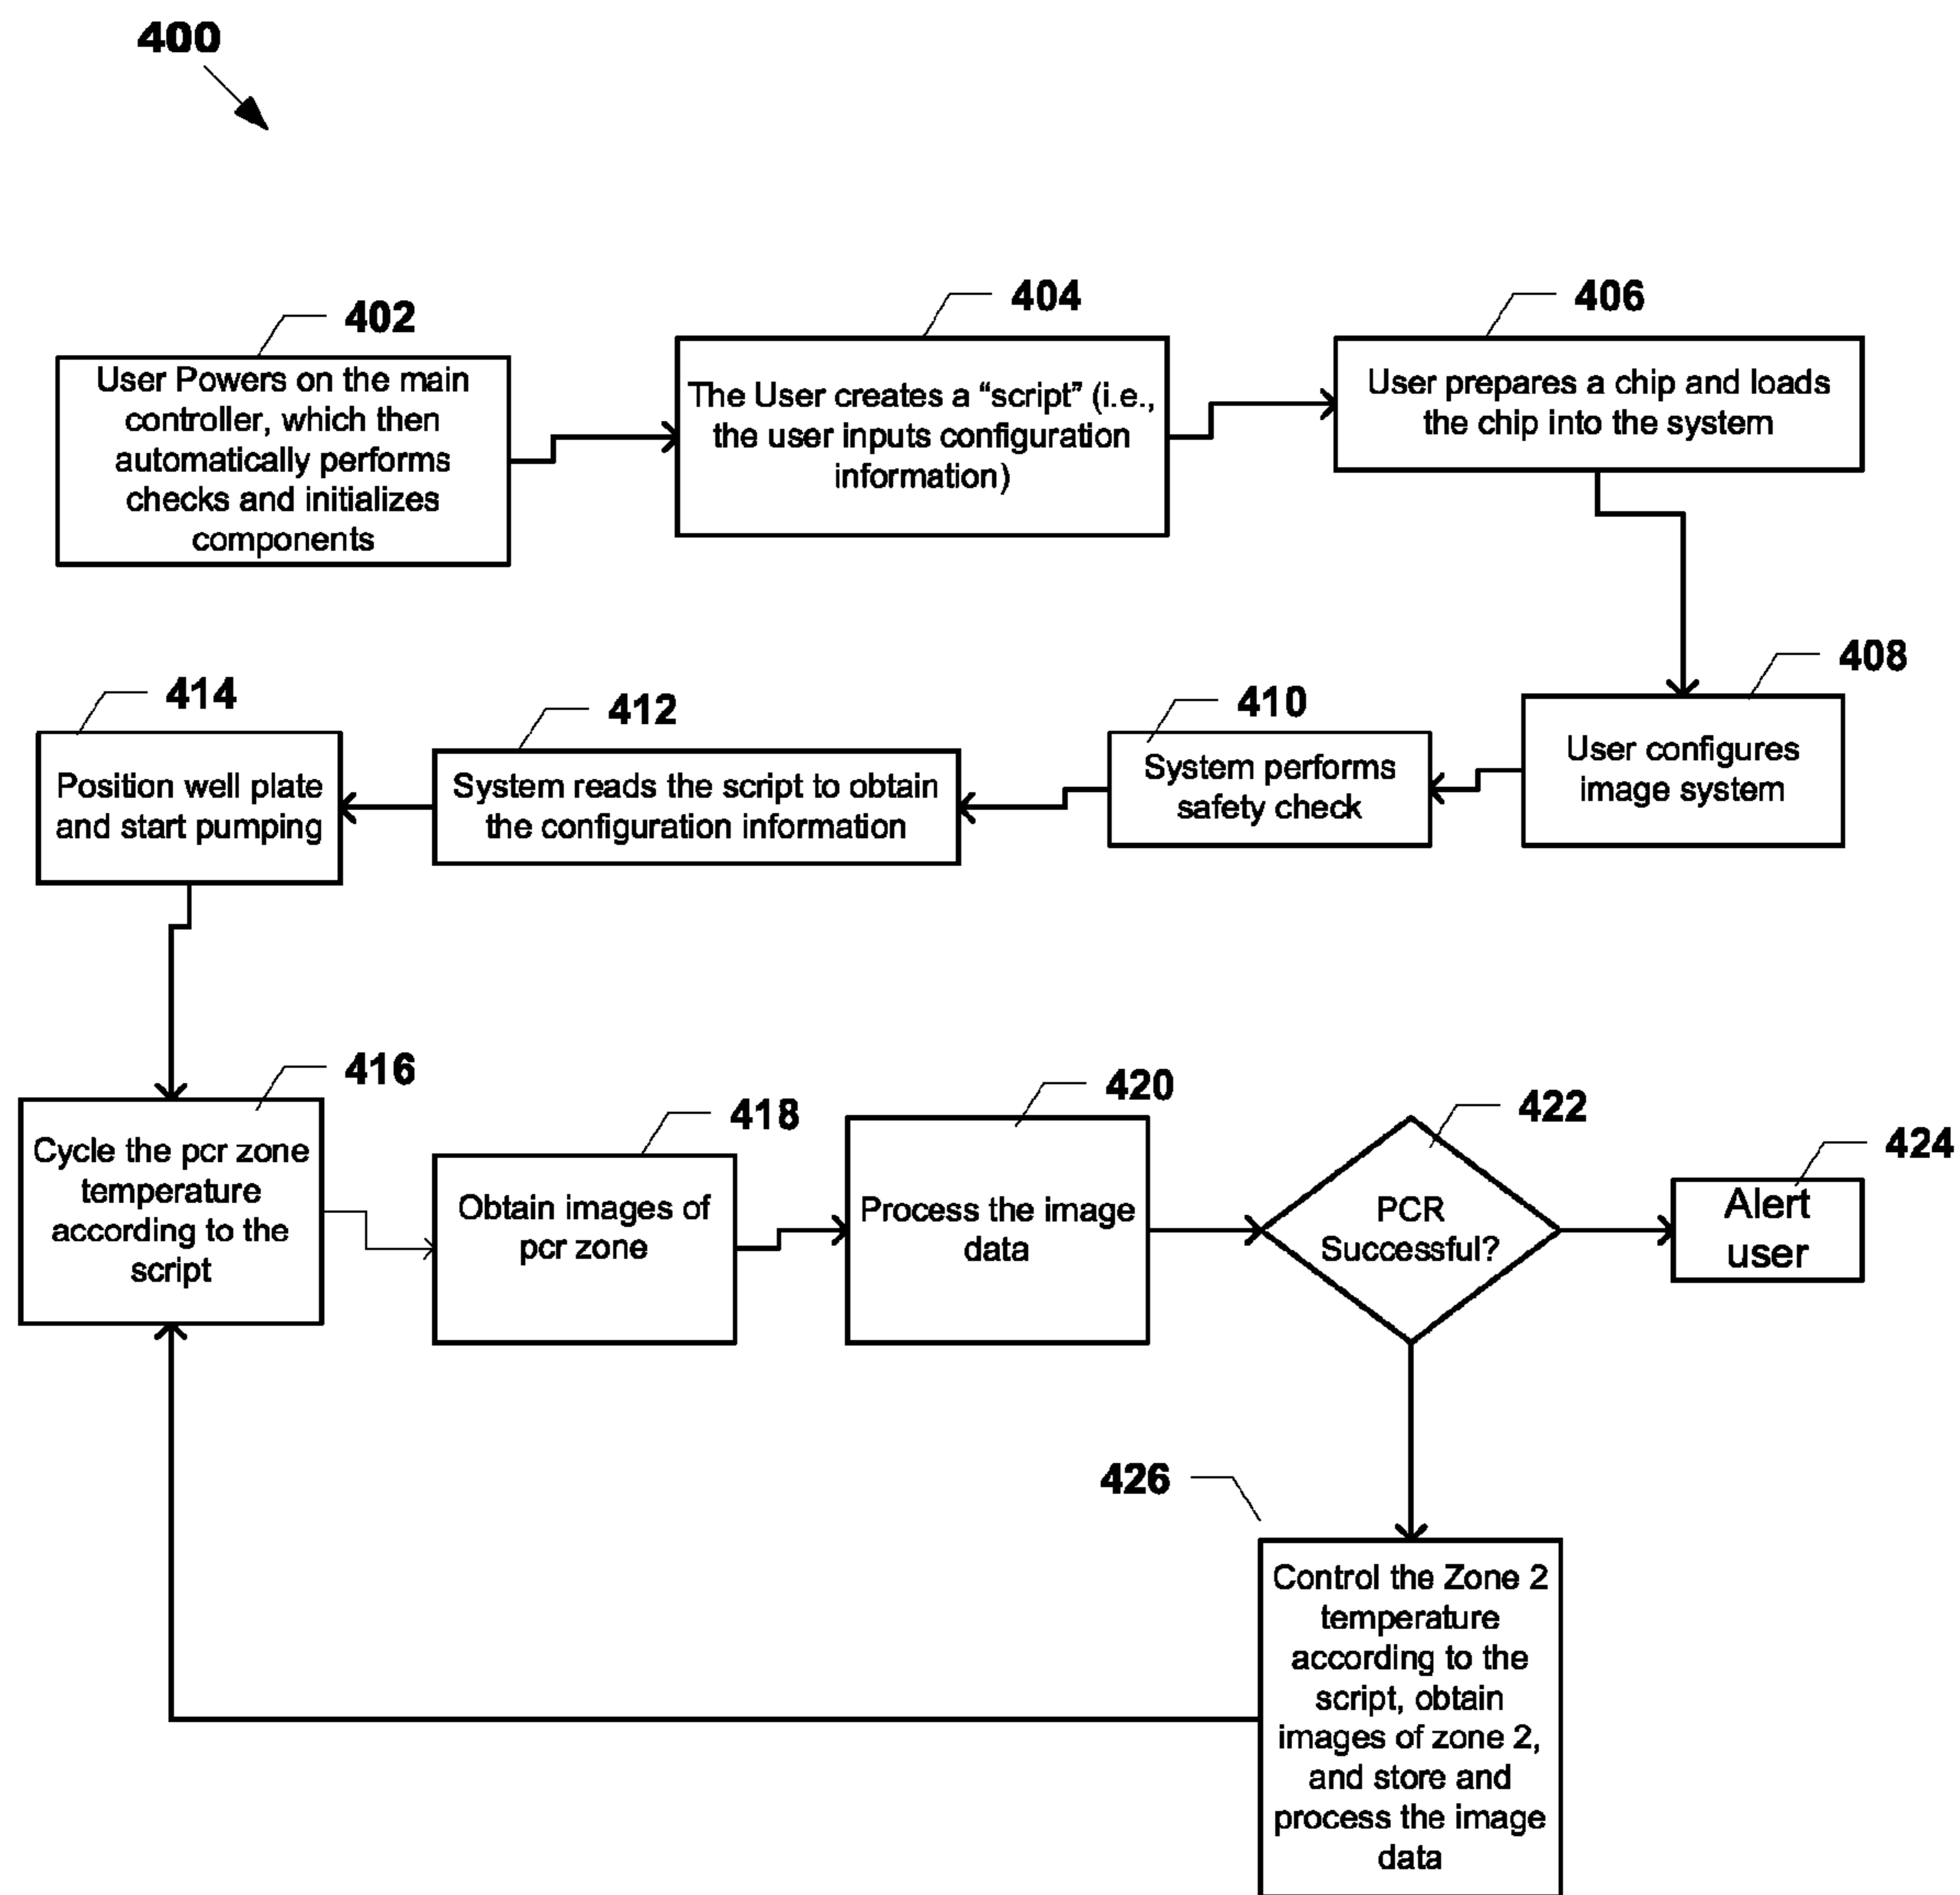 400
402
User Powers on the main
controller, which then
automatically performs
checks and initializes
components
404
The User creates a “script” (i.e.,
the user inputs configuration
information)
406
User prepares a chip and loads
the chip into the system
408
User configures
image system
410
System performs
safety check
412
System reads the script to obtain
the configuration information
414
Position well plate
and start pumping
416
Cycle the pcr zone
temperature
according to the
script
418
Obtain images of
pcr zone
420
Process the image
data
422
PCR
Successful?
424
Alert
user
426
Control the Zone 2
temperature
according to the
script, obtain
images of zone 2,
and store and
process the image
data